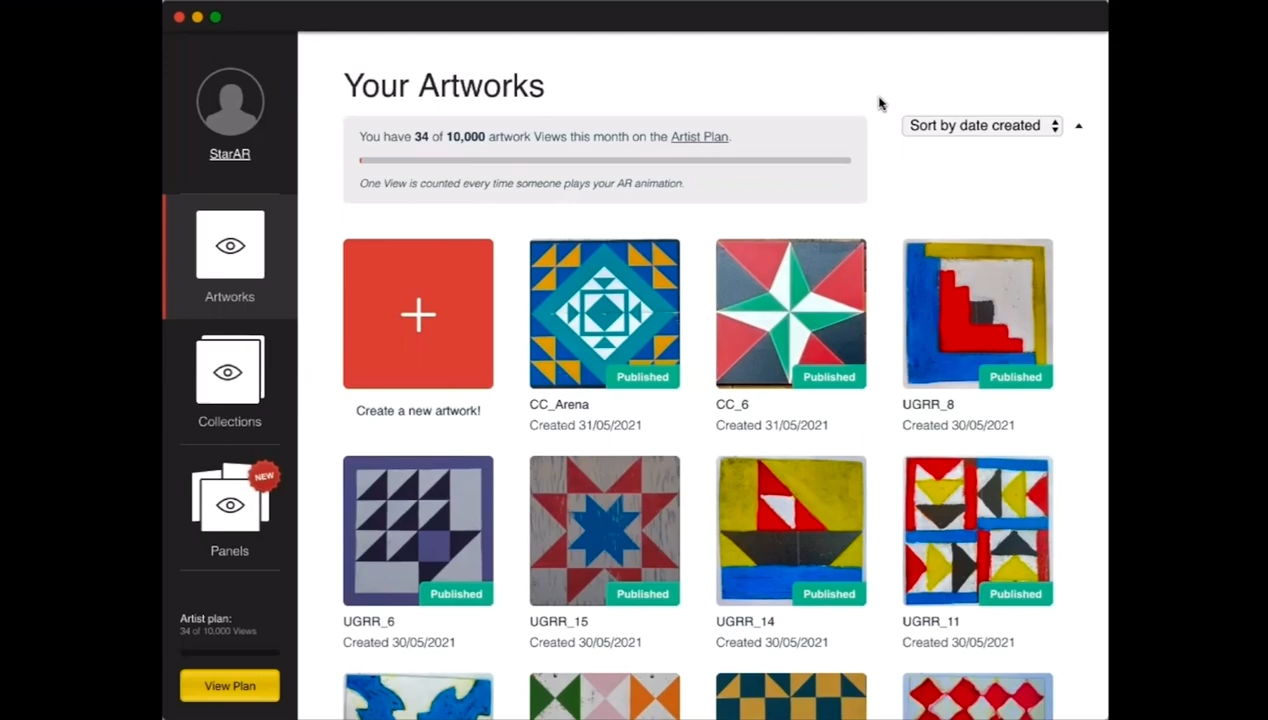 StarAR
Artworks
Collections
NEW
Panels
Artist plan:
34 of 10,000 Views
View Plan
Your Artworks
You have 34 of 10,000 artwork Views this month on the Artist Plan.
One View is counted every time someone plays your AR animation.
Sort by date created
Create a new artwork!
Published
CC_Arena
Created 31/05/2021
Published
CC_6
Created 31/05/2021
Published
UGRR_8
Created 30/05/2021
Published
UGRR_6
Created 30/05/2021
Published
UGRR_15
Created 30/05/2021
Published
UGRR_14
Created 30/05/2021
Published
UGRR_11
Created 30/05/2021